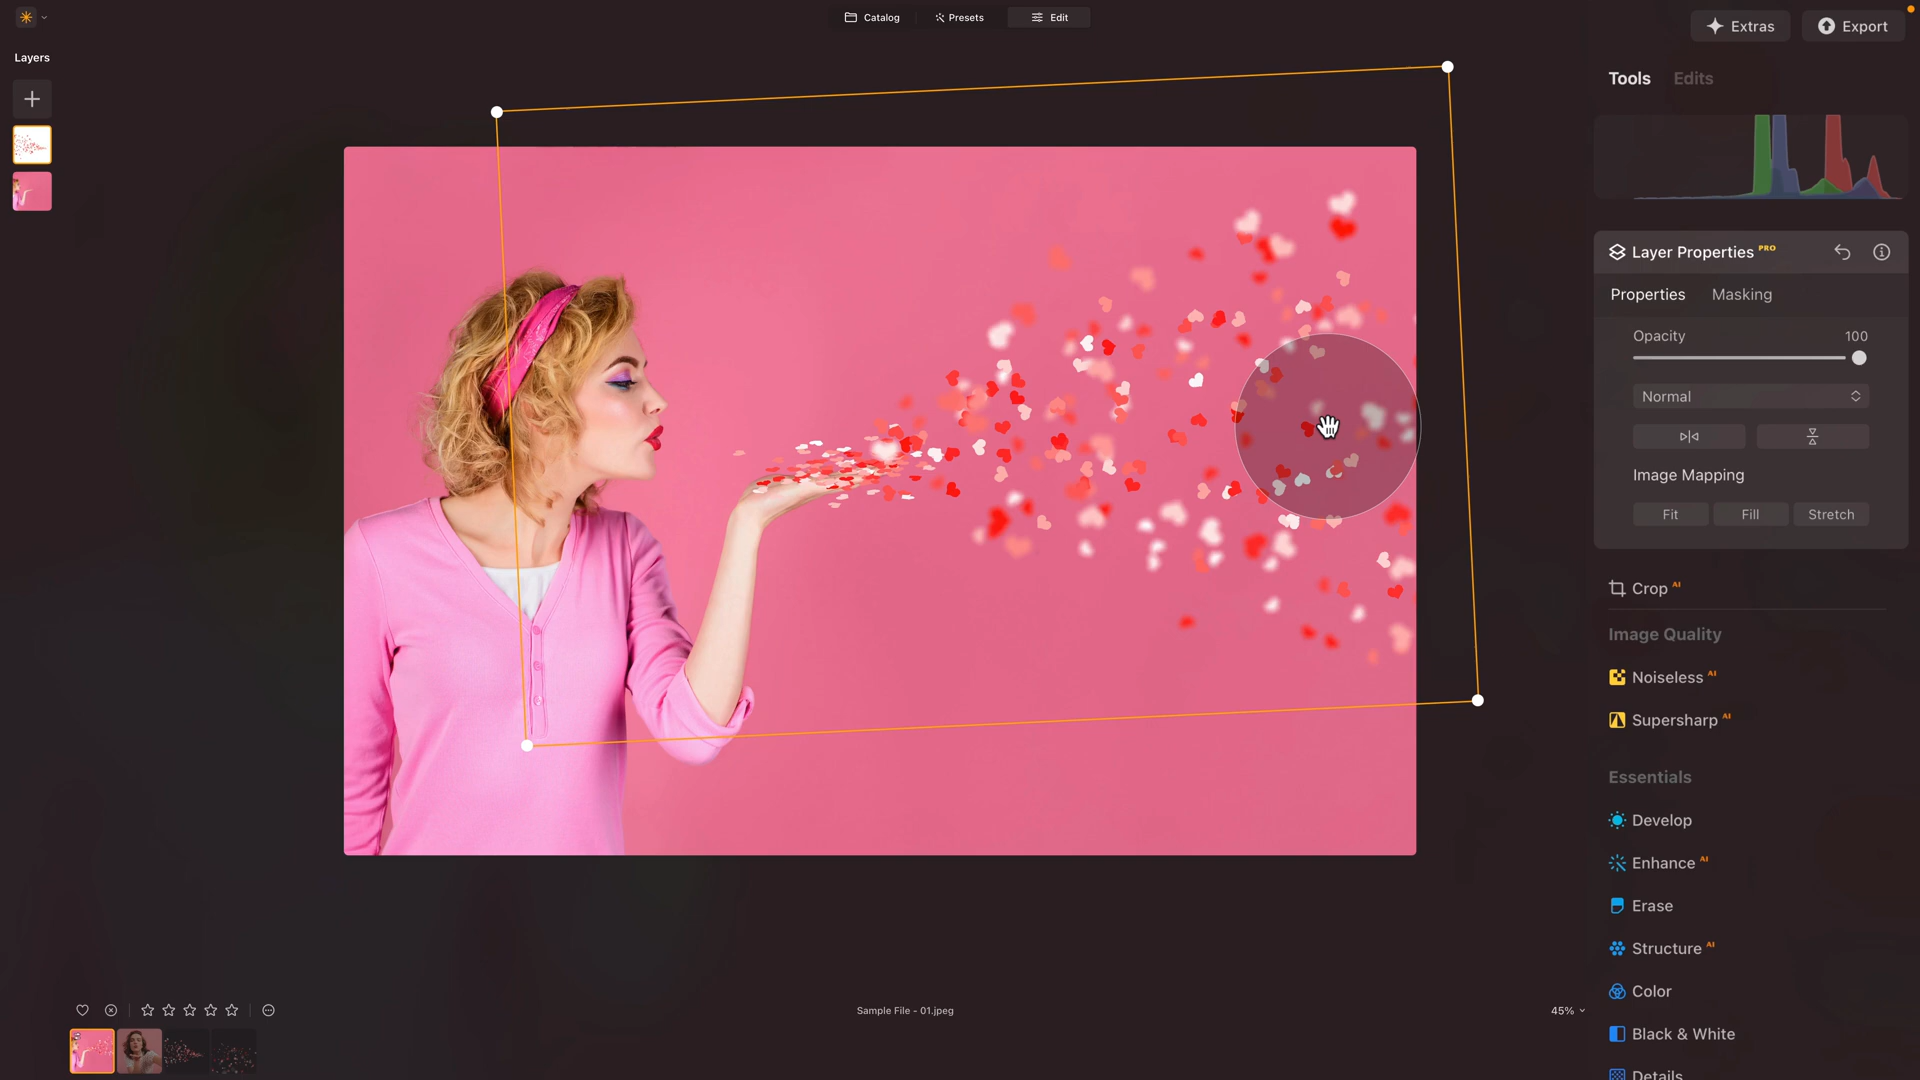 Catalog
Presets
Edit
Extras
Export
Layers
Tools
Edits
Layer Properties PRO
Properties
Masking
Opacity
100
Normal
Image Mapping
Fit
Fill
Stretch
Crop AI
Image Quality
Noiseless AI
Supersharp AI
Essentials
Develop
Enhance AI
Erase
Structure AI
Color
Black & White
Details
Sample File - 01.jpeg
45%